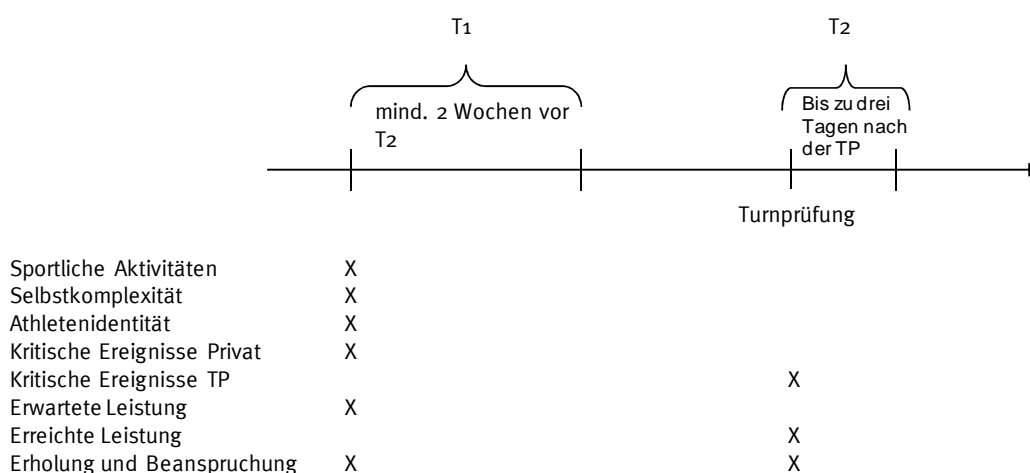 T1
T2
mind. 2 Wochen vor
T2
Bis zu drei
Tagen nach
der TP
Turnprüfung
Sportliche Aktivitäten X
Selbstkomplexität X
Athletenidentität X
Kritische Ereignisse Privat X
Kritische Ereignisse TP X
Erwartete Leistung X
Erreichte Leistung X
Erholung und Beanspruchung X X